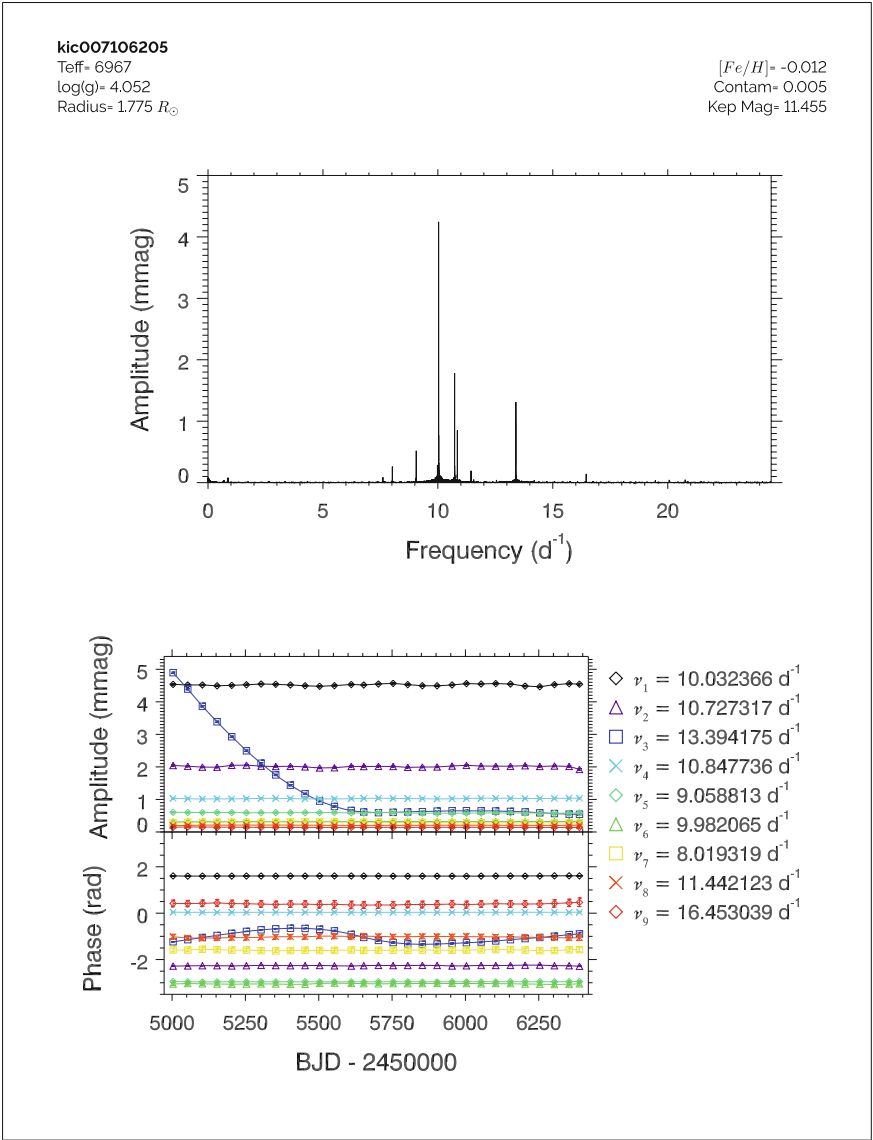 kic007106205
Teff= 6967
log(g)= 4.052
Radius= 1.775 R☉
[Fe/H]= -0.012
Contam= 0.005
Kep Mag= 11.455
Amplitude (mmag)
5
4
3
2
1
0
0 5 10 15 20
Frequency (d⁻¹)
Amplitude (mmag)
5
4
3
2
1
0
Phase (rad)
2
0
-2
5000 5250 5500 5750 6000 6250
BJD - 2450000
ν₁ = 10.032366 d⁻¹
ν₂ = 10.727317 d⁻¹
ν₃ = 13.394175 d⁻¹
ν₄ = 10.847736 d⁻¹
ν₅ = 9.058813 d⁻¹
ν₆ = 9.982065 d⁻¹
ν₇ = 8.019319 d⁻¹
ν₈ = 11.442123 d⁻¹
ν₉ = 16.453039 d⁻¹